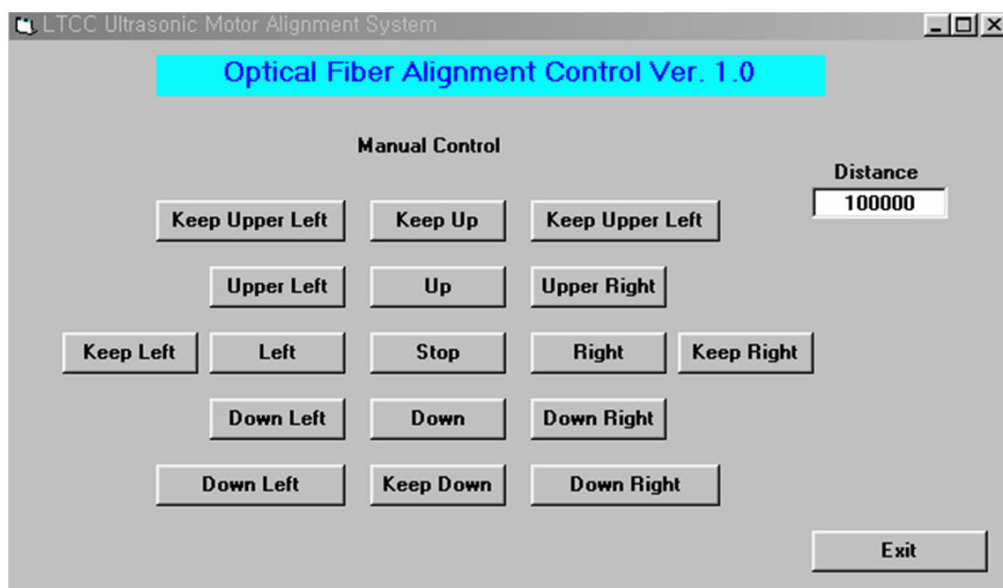 LTCC Ultrasonic Motor Alignment System
Optical Fiber Alignment Control Ver. 1.0
Manual Control
Distance
100000
Keep Upper Left Keep Up Keep Upper Left
Upper Left Up Upper Right
Keep Left Left Stop Right Keep Right
Down Left Down Down Right
Down Left Keep Down Down Right
Exit